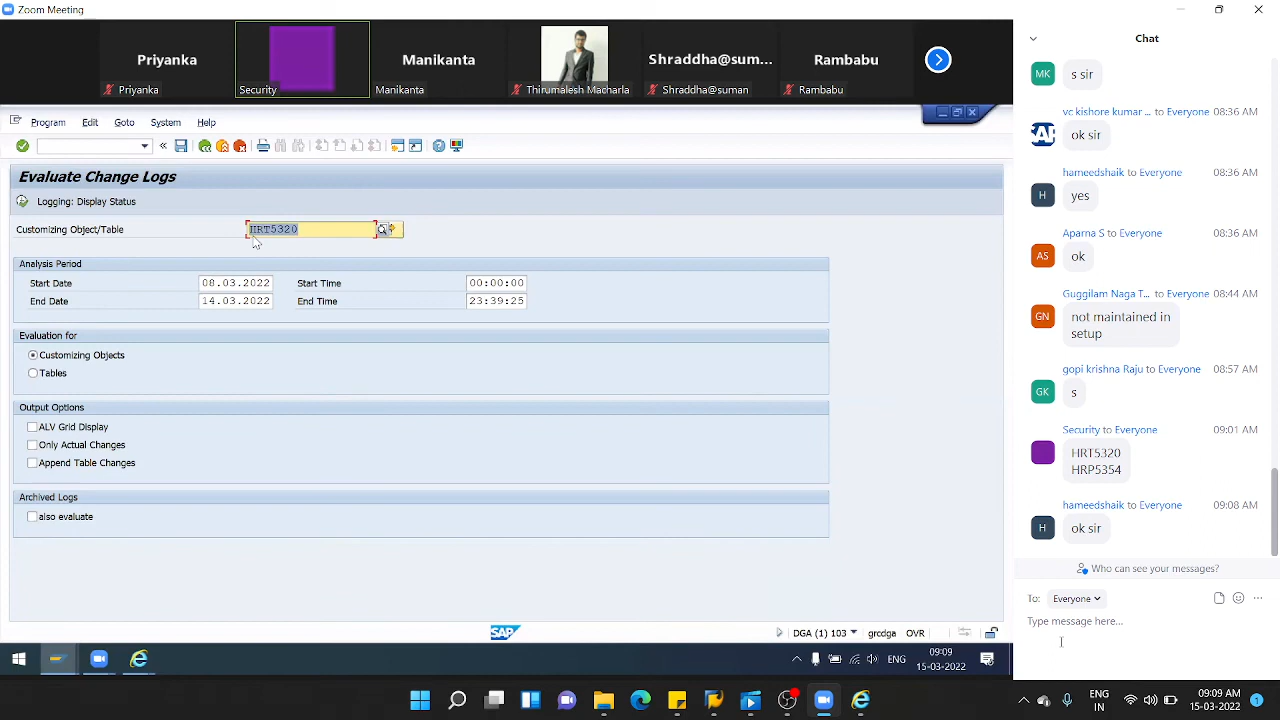 Zoom Meeting
Priyanka
Manikanta
Shraddha@sum...
Rambabu
Priyanka
Security
Manikanta
Thirumalesh Macharla
Shraddha@suman
Rambabu
Program Edit Goto System Help
Evaluate Change Logs
Logging: Display Status
Customizing Object/Table HRT5320
Analysis Period
Start Date 08.03.2022 Start Time 00:00:00
End Date 14.03.2022 End Time 23:39:25
Evaluation for
Customizing Objects
Tables
Output Options
ALV Grid Display
Only Actual Changes
Append Table Changes
Archived Logs
also evaluate
SAP
DGA (1) 103 grcdga OVR
ENG
09:09
15-03-2022
Chat
MK
s sir
vc kishore kumar ... to Everyone 08:36 AM
SAP
ok sir
hameedshaik to Everyone 08:36 AM
H
yes
Aparna S to Everyone 08:36 AM
AS
ok
Guggilam Naga T... to Everyone 08:44 AM
GN
not maintained in
setup
gopi krishna Raju to Everyone 08:57 AM
GK
s
Security to Everyone 09:01 AM
HRT5320
HRP5354
hameedshaik to Everyone 09:08 AM
H
ok sir
Who can see your messages?
To: Everyone
Type message here...
ENG
IN
09:09 AM
15-03-2022
1